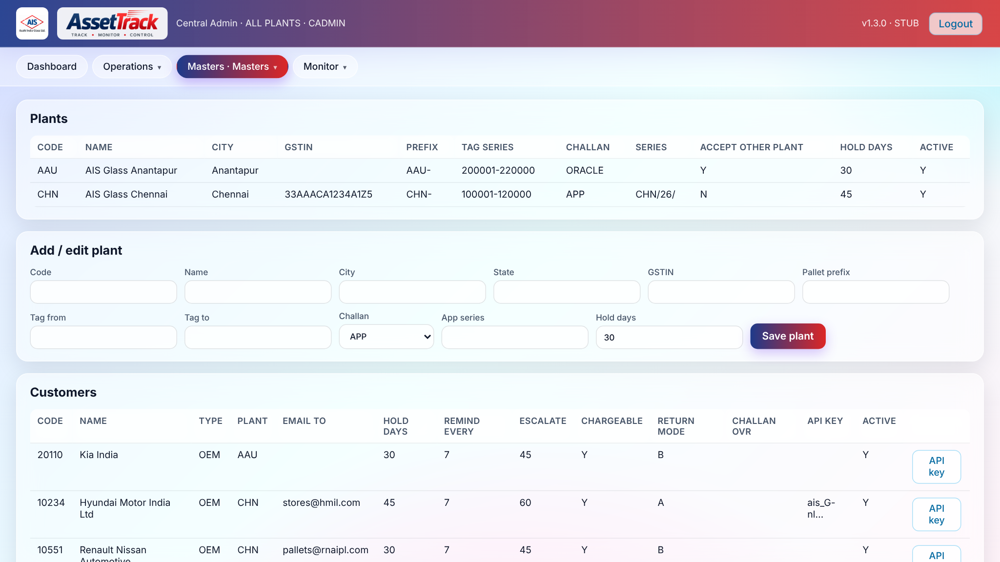 AIS
Asahi India Glass Ltd.
AssetTrack
TRACK • MONITOR • CONTROL
Central Admin · ALL PLANTS · CADMIN
v1.3.0 · STUB
Logout
Dashboard
Operations ▾
Masters · Masters ▾
Monitor ▾
Plants
CODE NAME CITY GSTIN PREFIX TAG SERIES CHALLAN SERIES ACCEPT OTHER PLANT HOLD DAYS ACTIVE
AAU AIS Glass Anantapur Anantapur AAU- 200001-220000 ORACLE Y 30 Y
CHN AIS Glass Chennai Chennai 33AAACA1234A1Z5 CHN- 100001-120000 APP CHN/26/ N 45 Y
Add / edit plant
Code Name City State GSTIN Pallet prefix
Tag from Tag to Challan App series Hold days
APP 30 Save plant
Customers
CODE NAME TYPE PLANT EMAIL TO HOLD DAYS REMIND EVERY ESCALATE CHARGEABLE RETURN MODE CHALLAN OVR API KEY ACTIVE
20110 Kia India OEM AAU 30 7 45 Y B Y API key
10234 Hyundai Motor India Ltd OEM CHN stores@hmil.com 45 7 60 Y A ais_G-nl... Y API key
10551 Renault Nissan Automotive OEM CHN pallets@rnaipl.com 30 7 45 Y B Y API